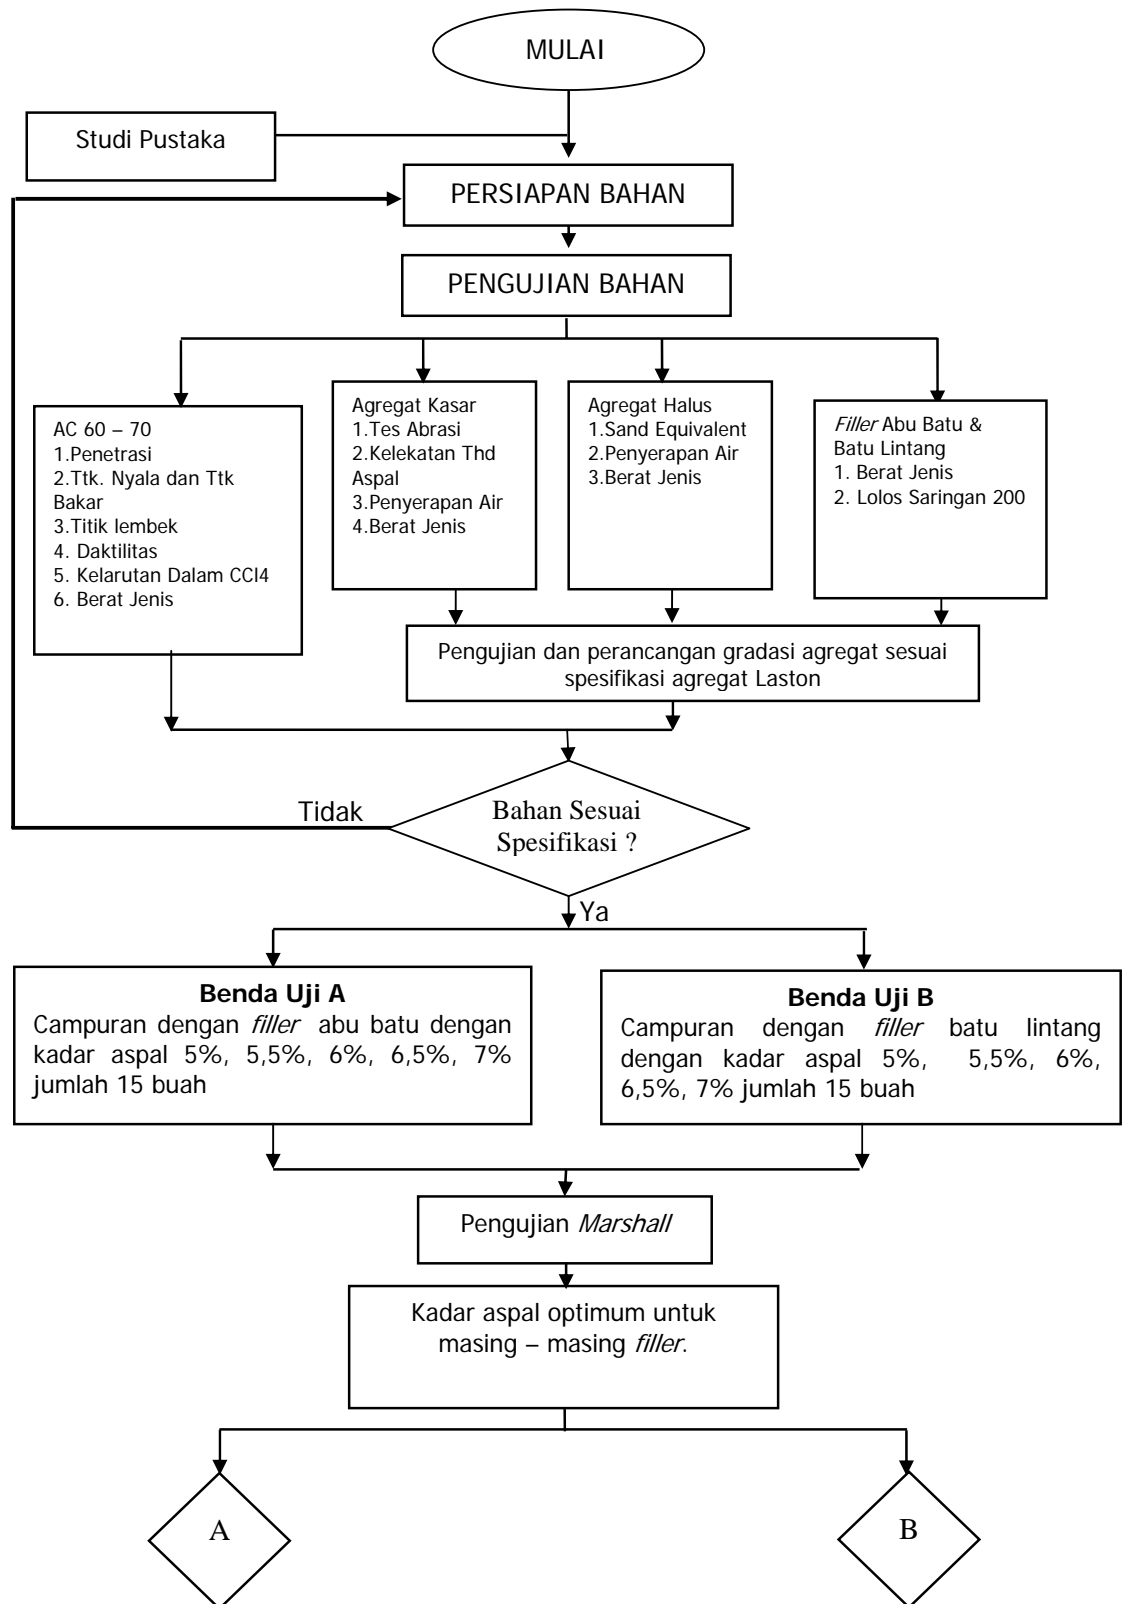 MULAI
Studi Pustaka
PERSIAPAN BAHAN
PENGUJIAN BAHAN
AC 60 – 70
1.Penetrasi
2.Ttk. Nyala dan Ttk
Bakar
3.Titik lembek
4. Daktilitas
5. Kelarutan Dalam CCl4
6. Berat Jenis
Agregat Kasar
1.Tes Abrasi
2.Kelekatan Thd
Aspal
3.Penyerapan Air
4.Berat Jenis
Agregat Halus
1.Sand Equivalent
2.Penyerapan Air
3.Berat Jenis
Filler Abu Batu &
Batu Lintang
1. Berat Jenis
2. Lolos Saringan 200
Pengujian dan perancangan gradasi agregat sesuai
spesifikasi agregat Laston
Tidak
Bahan Sesuai
Spesifikasi ?
Ya
Benda Uji A
Campuran dengan filler abu batu dengan
kadar aspal 5%, 5,5%, 6%, 6,5%, 7%
jumlah 15 buah
Benda Uji B
Campuran dengan filler batu lintang
dengan kadar aspal 5%, 5,5%, 6%,
6,5%, 7% jumlah 15 buah
Pengujian Marshall
Kadar aspal optimum untuk
masing – masing filler.
A
B